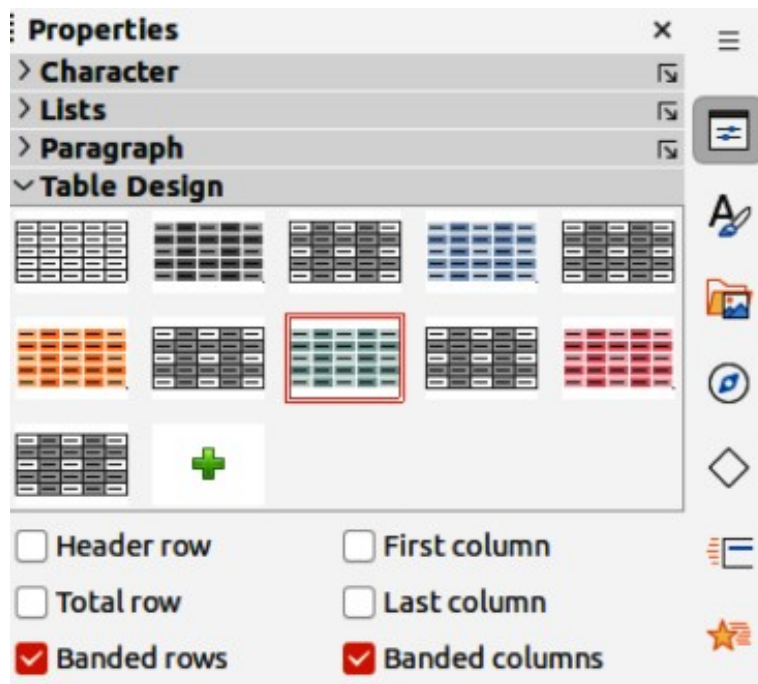 Properties
Character
Lists
Paragraph
Table Design
Header row First column
Total row Last column
Banded rows Banded columns